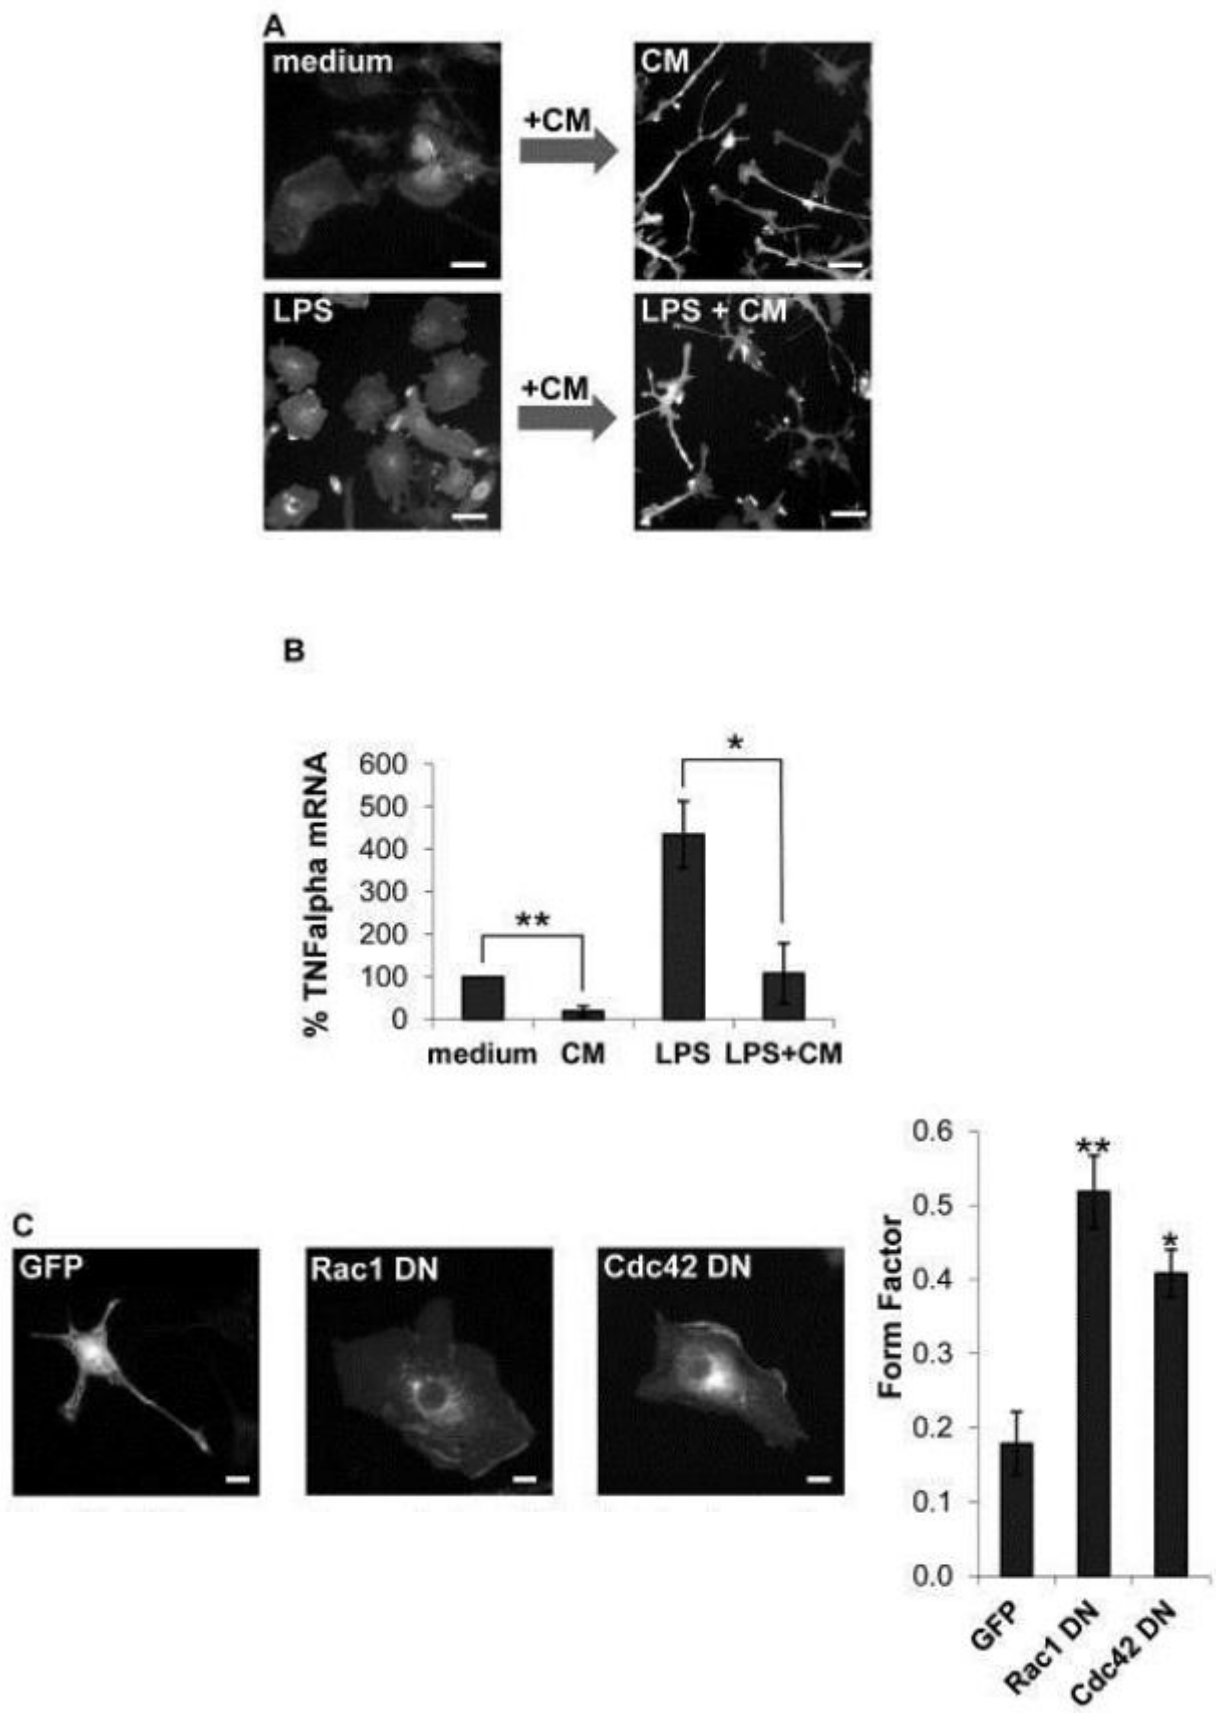 A
medium
+CM
CM
LPS
+CM
LPS + CM
B
% TNFalpha mRNA
600
500
400
300
200
100
0
**
*
medium CM LPS LPS+CM
C
GFP
Rac1 DN
Cdc42 DN
Form Factor
0.6
0.5
0.4
0.3
0.2
0.1
0.0
**
*
GFP
Rac1 DN
Cdc42 DN